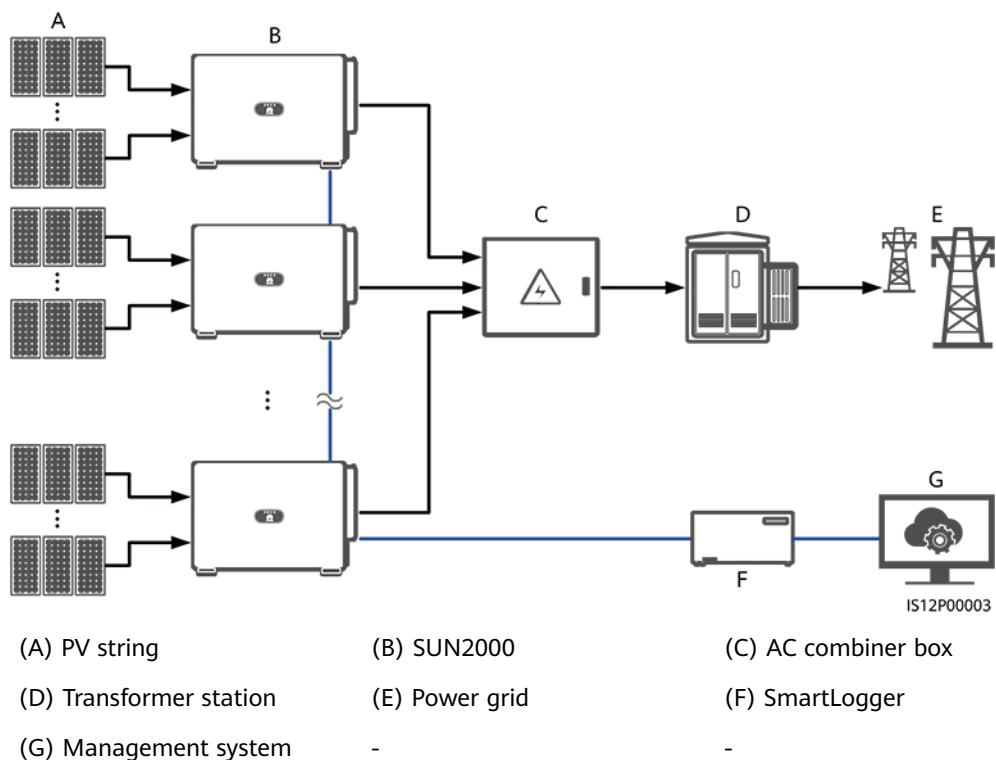 A
B
C
D
E
G
F
IS12P00003
(A) PV string (B) SUN2000 (C) AC combiner box
(D) Transformer station (E) Power grid (F) SmartLogger
(G) Management system - -